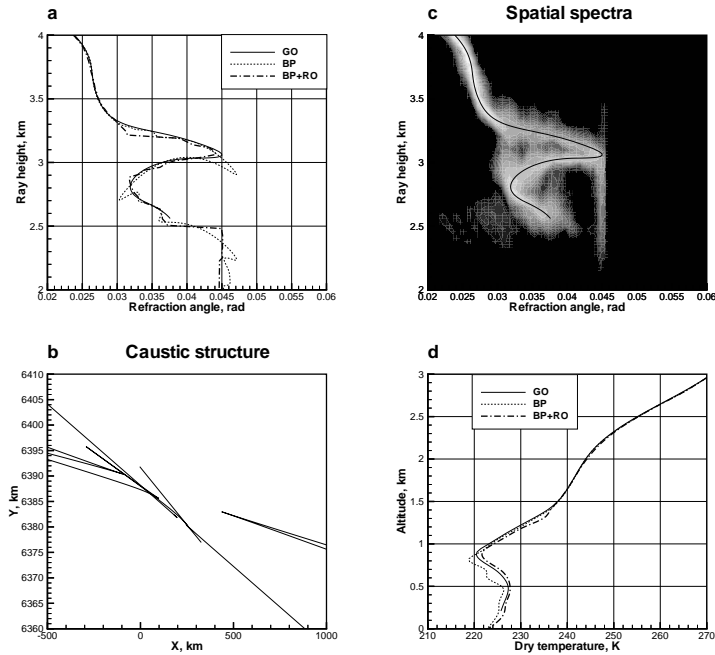 a
GO
BP
BP+RO
4
3.5
3
2.5
2
Ray height, km
0.02 0.025 0.03 0.035 0.04 0.045 0.05 0.055 0.06
Refraction angle, rad
c Spatial spectra
4
3.5
3
2.5
2
Ray height, km
0.02 0.025 0.03 0.035 0.04 0.045 0.05 0.055 0.06
Refraction angle, rad
b Caustic structure
6410
6405
6400
6395
6390
6385
6380
6375
6370
6365
6360
Y, km
-500 0 500 1000
X, km
d
GO
BP
BP+RO
3
2.5
2
1.5
1
0.5
0
Altitude, km
210 220 230 240 250 260 270
Dry temperature, K